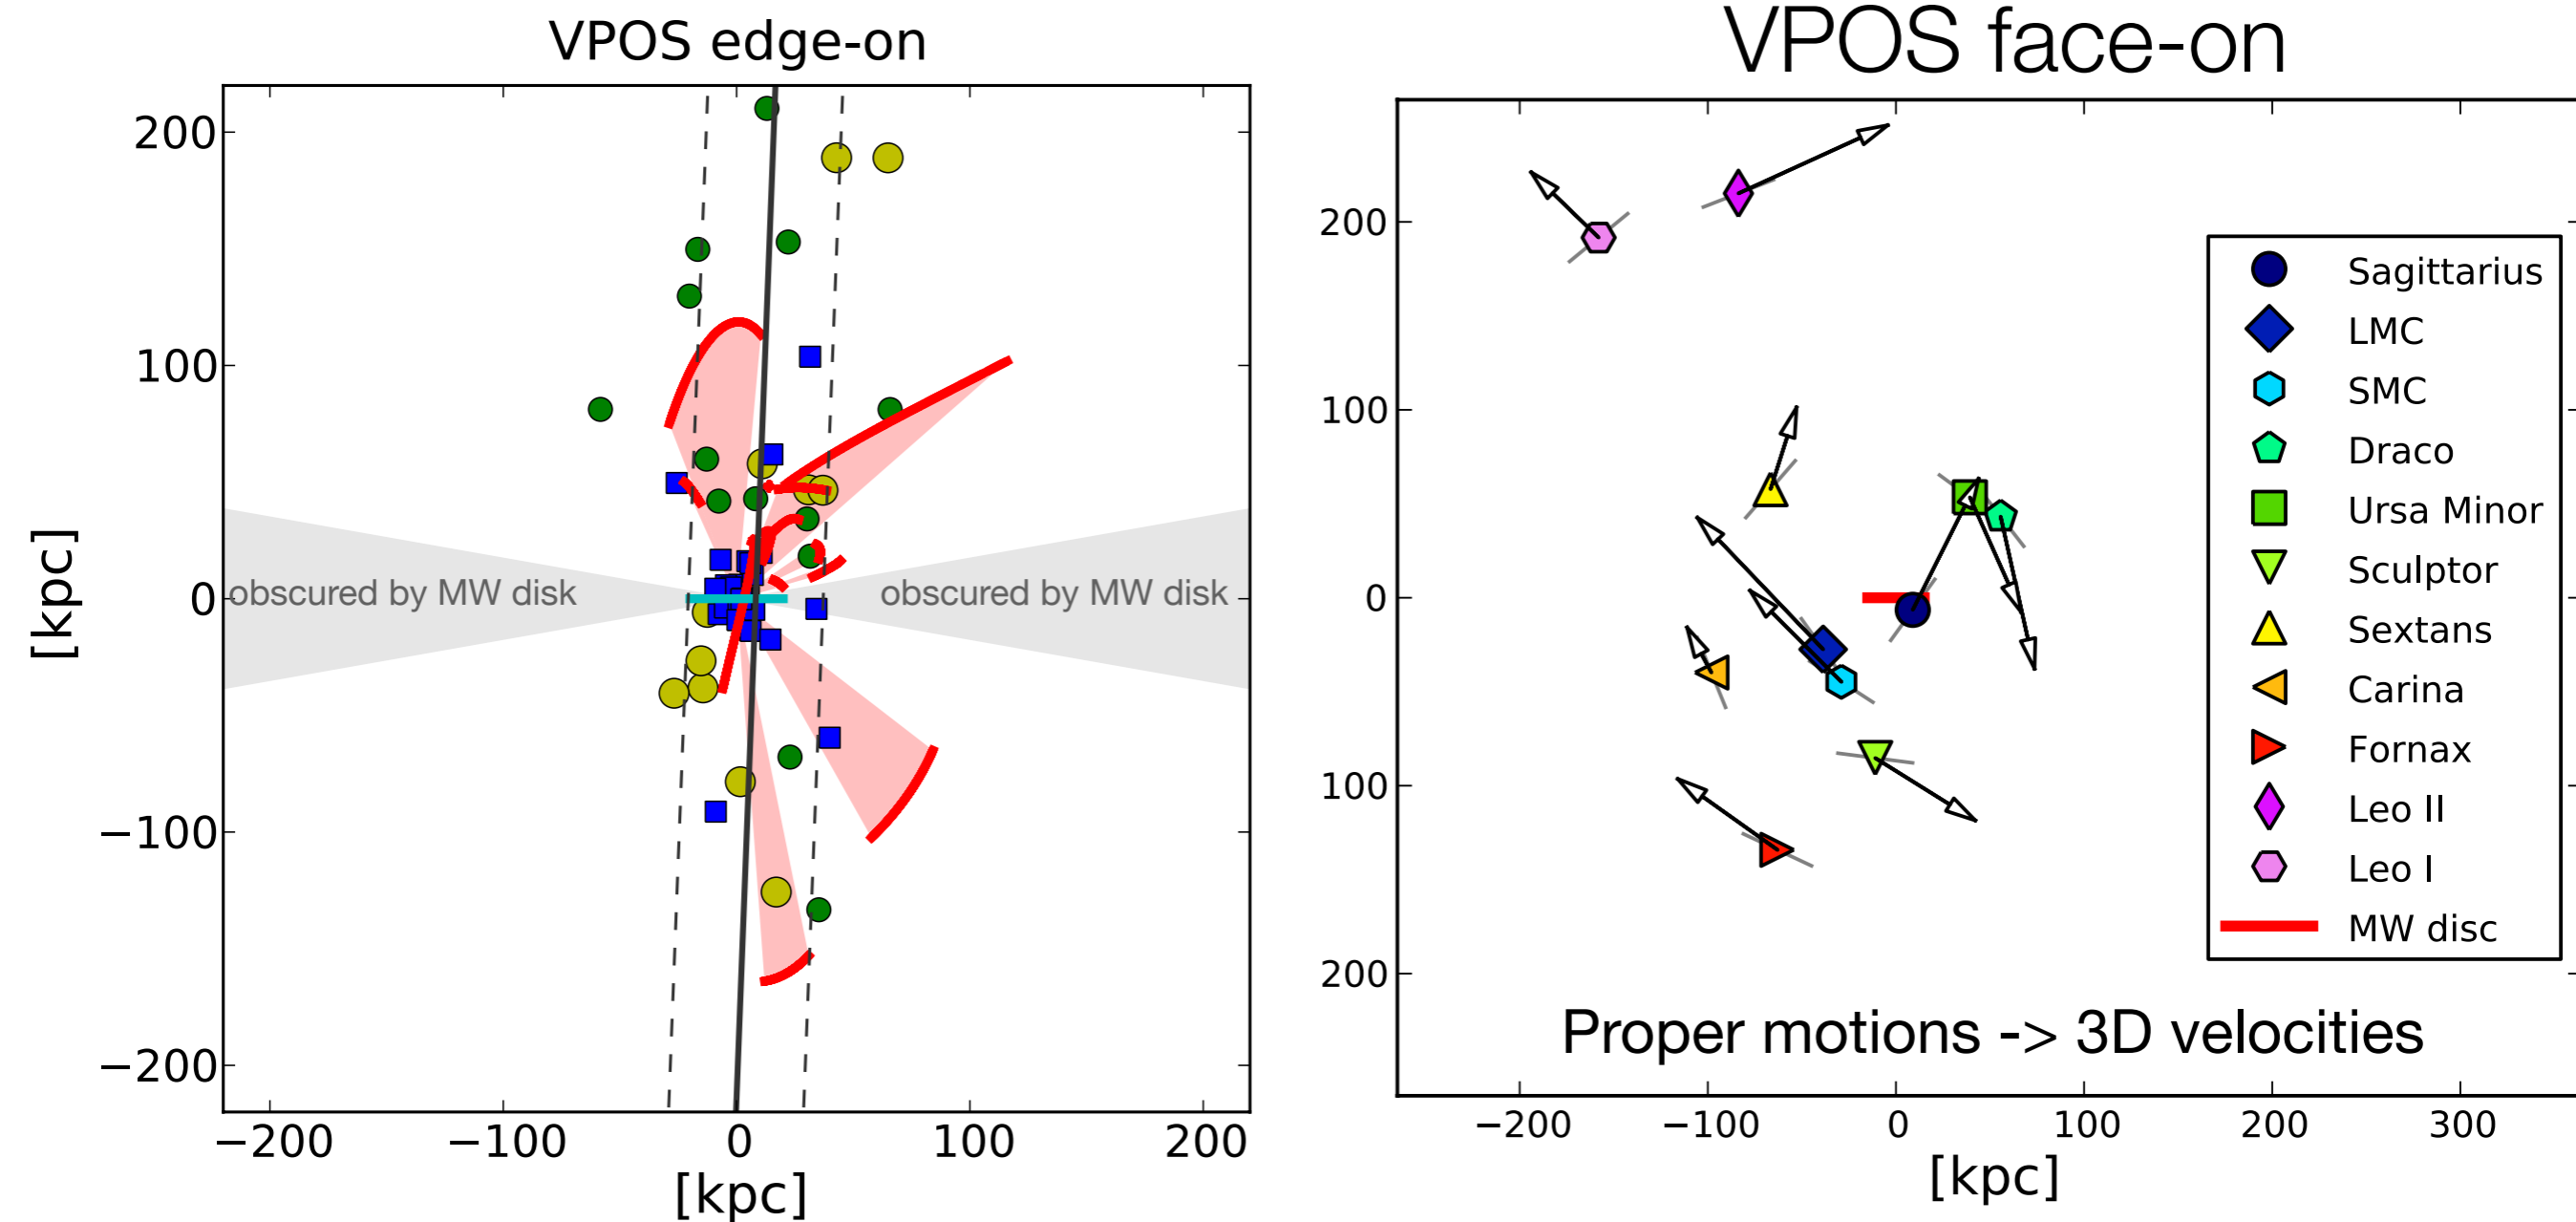 VPOS edge-on
200
100
0
−100
−200
[kpc]
obscured by MW disk
obscured by MW disk
−200
−100
0
100
200
[kpc]
VPOS face-on
200
100
0
100
200
Sagittarius
LMC
SMC
Draco
Ursa Minor
Sculptor
Sextans
Carina
Fornax
Leo II
Leo I
MW disc
Proper motions -> 3D velocities
−200
−100
0
100
200
300
[kpc]